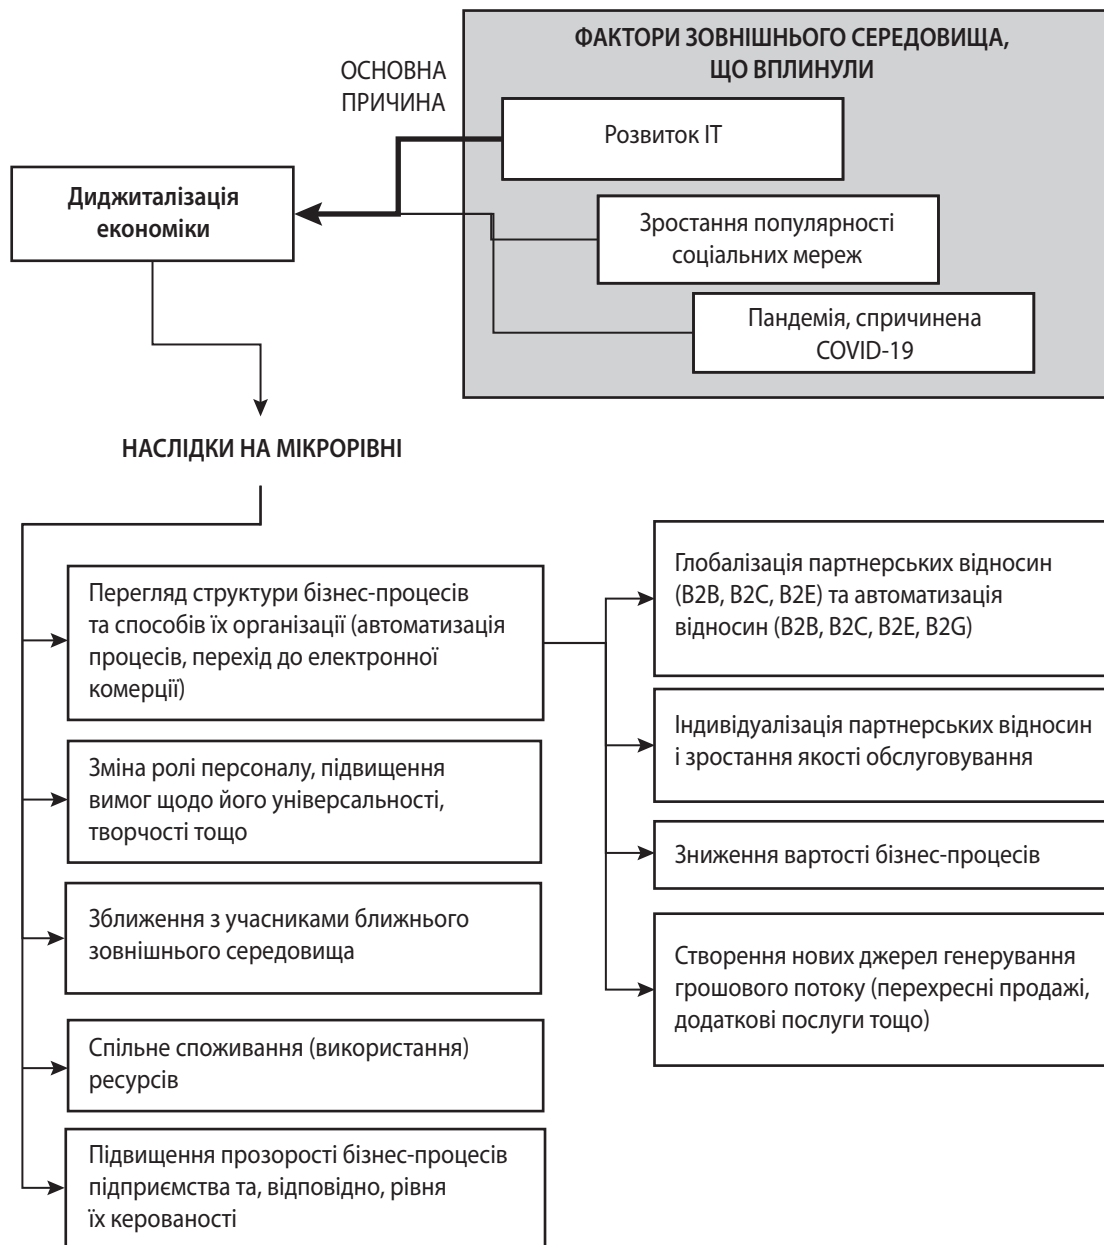 ФАКТОРИ ЗОВНІШНЬОГО СЕРЕДОВИЩА,
ЩО ВПЛИНУЛИ
ОСНОВНА
ПРИЧИНА
Розвиток ІТ
Диджиталізація
економіки
Зростання популярності
соціальних мереж
Пандемія, спричинена
COVID-19
НАСЛІДКИ НА МІКРОРІВНІ
Перегляд структури бізнес-процесів
та способів їх організації (автоматизація
процесів, перехід до електронної
комерції)
Зміна ролі персоналу, підвищення
вимог щодо його універсальності,
творчості тощо
Зближення з учасниками ближнього
зовнішнього середовища
Спільне споживання (використання)
ресурсів
Підвищення прозорості бізнес-процесів
підприємства та, відповідно, рівня
їх керованості
Глобалізація партнерських відносин
(B2B, B2C, B2E) та автоматизація
відносин (B2B, B2C, B2E, B2G)
Індивідуалізація партнерських відносин
і зростання якості обслуговування
Зниження вартості бізнес-процесів
Створення нових джерел генерування
грошового потоку (перехресні продажі,
додаткові послуги тощо)